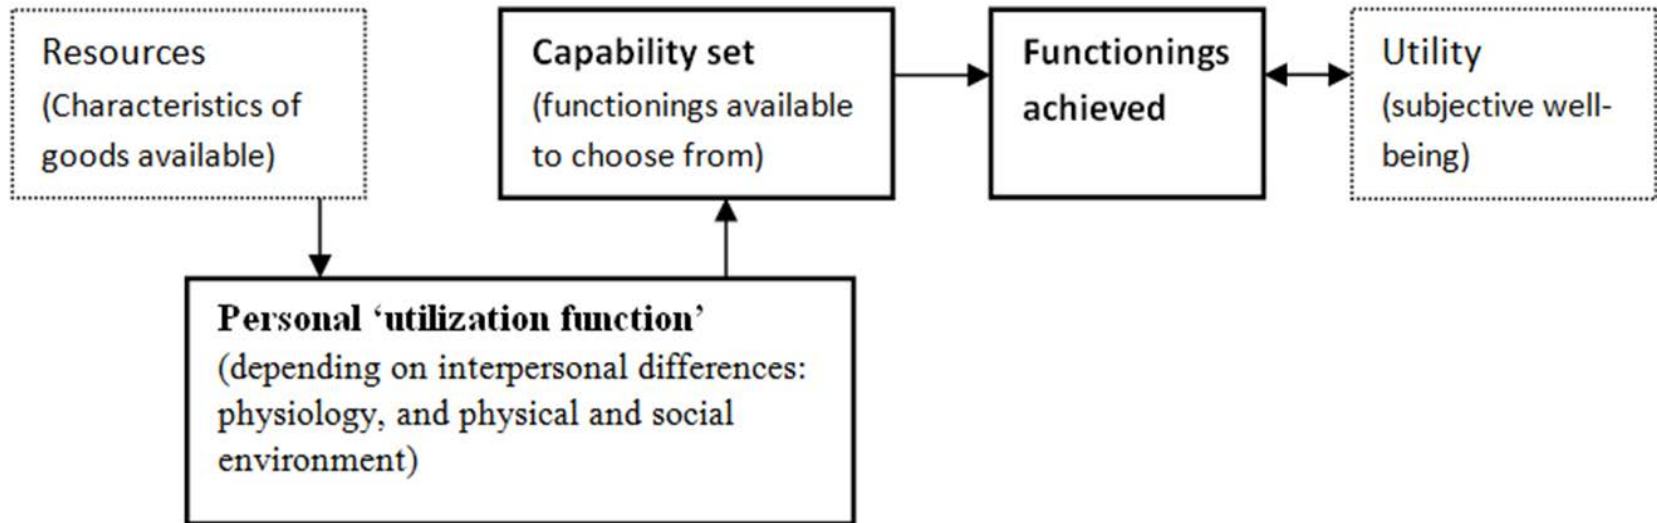 Resources
(Characteristics of
goods available)
Capability set
(functionings available
to choose from)
Functionings
achieved
Utility
(subjective well-
being)
Personal ‘utilization function’
(depending on interpersonal differences:
physiology, and physical and social
environment)